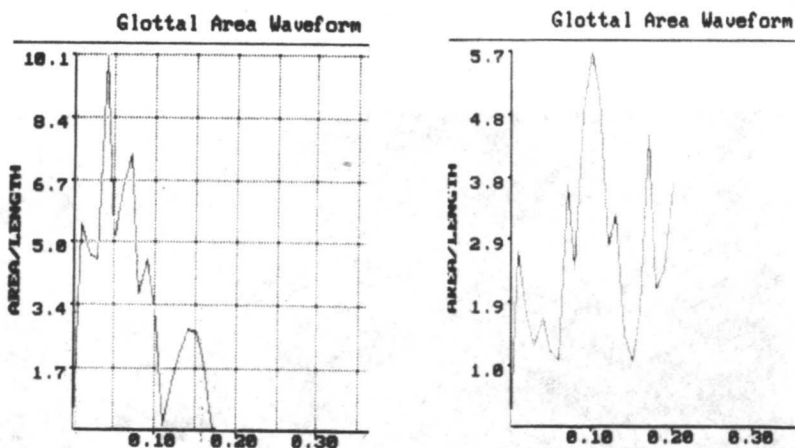 Glottal Area Waveform
10.1
8.4
6.7
5.0
3.4
1.7
AREA/LENGTH
0.10 0.20 0.30
Glottal Area Waveform
5.7
4.8
3.8
2.9
1.9
1.0
AREA/LENGTH
0.10 0.20 0.30